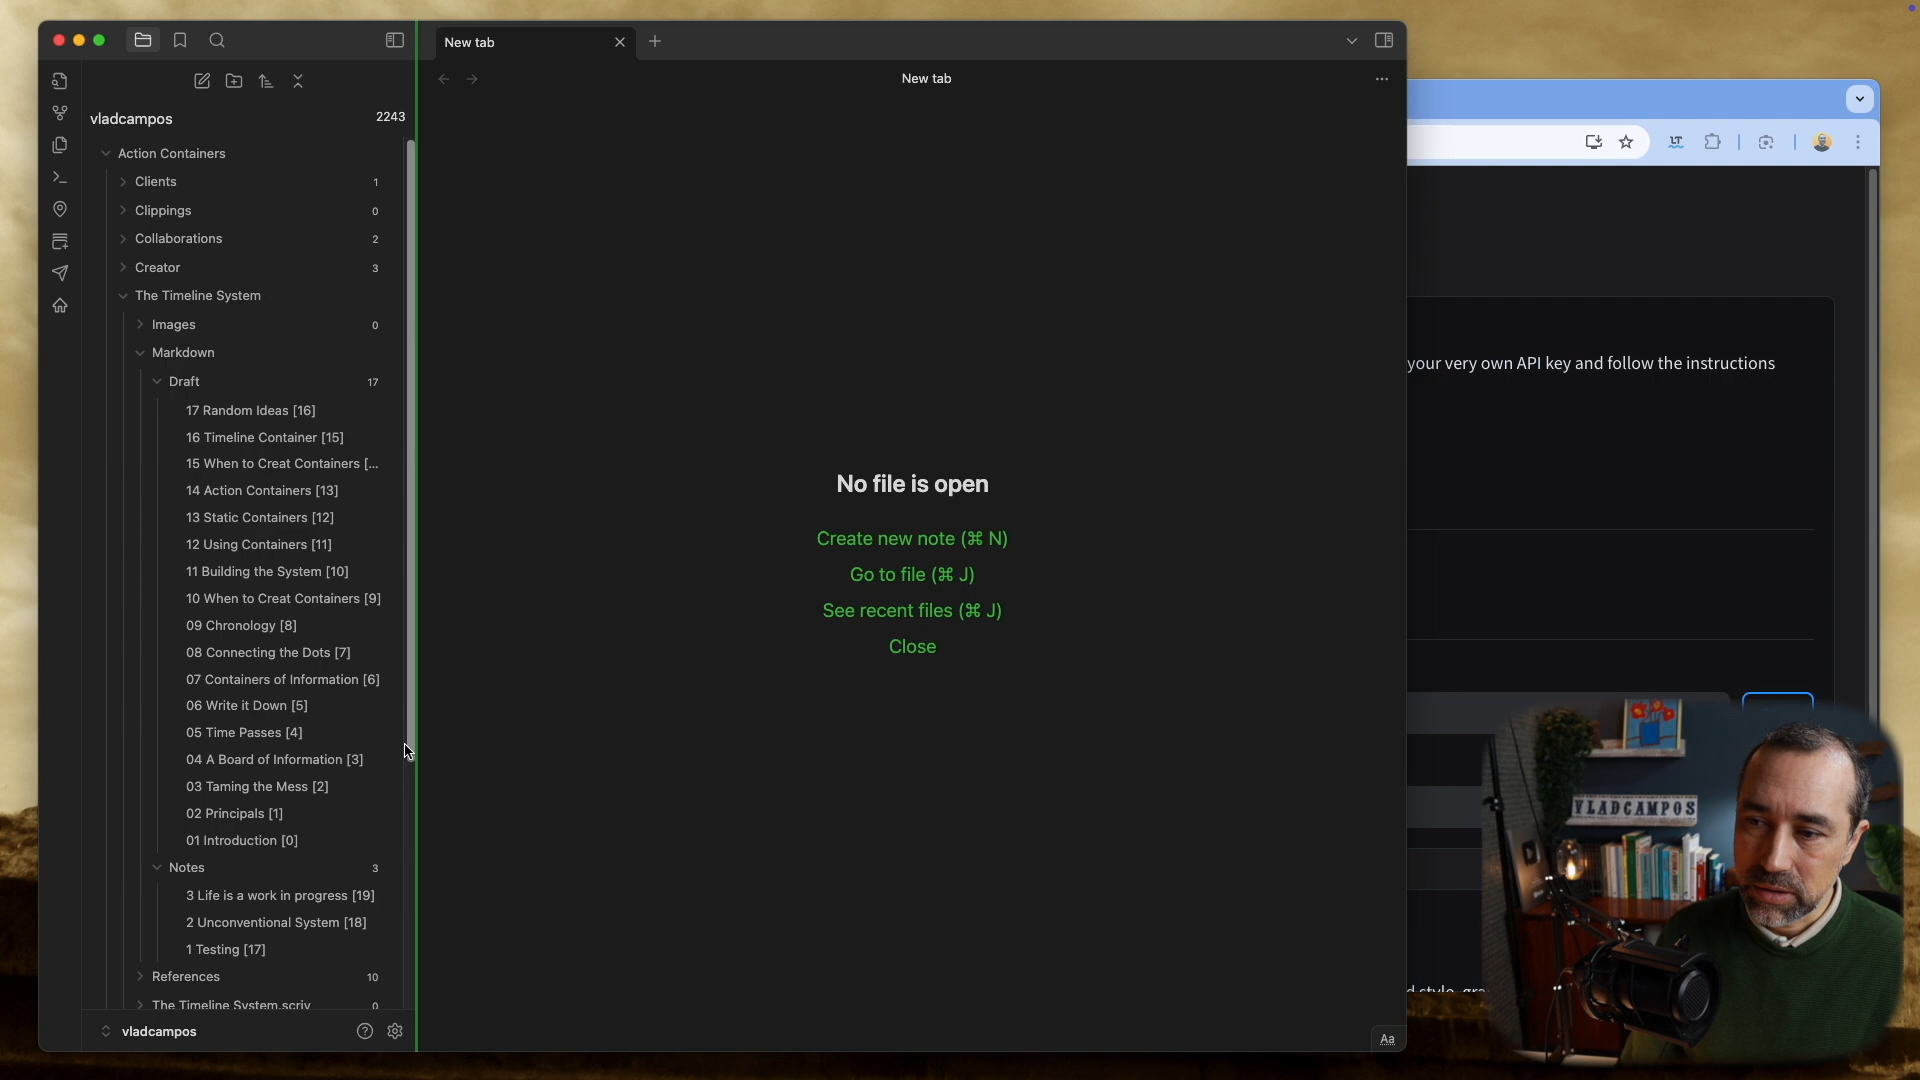 New tab
New tab
vladcampos 2243
Action Containers
Clients 1
Clippings 0
Collaborations 2
Creator 3
The Timeline System
Images 0
Markdown
Draft 17
17 Random Ideas [16]
16 Timeline Container [15]
15 When to Creat Containers [...
14 Action Containers [13]
13 Static Containers [12]
12 Using Containers [11]
11 Building the System [10]
10 When to Creat Containers [9]
09 Chronology [8]
08 Connecting the Dots [7]
07 Containers of Information [6]
06 Write it Down [5]
05 Time Passes [4]
04 A Board of Information [3]
03 Taming the Mess [2]
02 Principals [1]
01 Introduction [0]
Notes 3
3 Life is a work in progress [19]
2 Unconventional System [18]
1 Testing [17]
References 10
The Timeline System.scriv 0
vladcampos
No file is open
Create new note (⌘ N)
Go to file (⌘ J)
See recent files (⌘ J)
Close
Aa
LT
your very own API key and follow the instructions
VLADCAMPOS